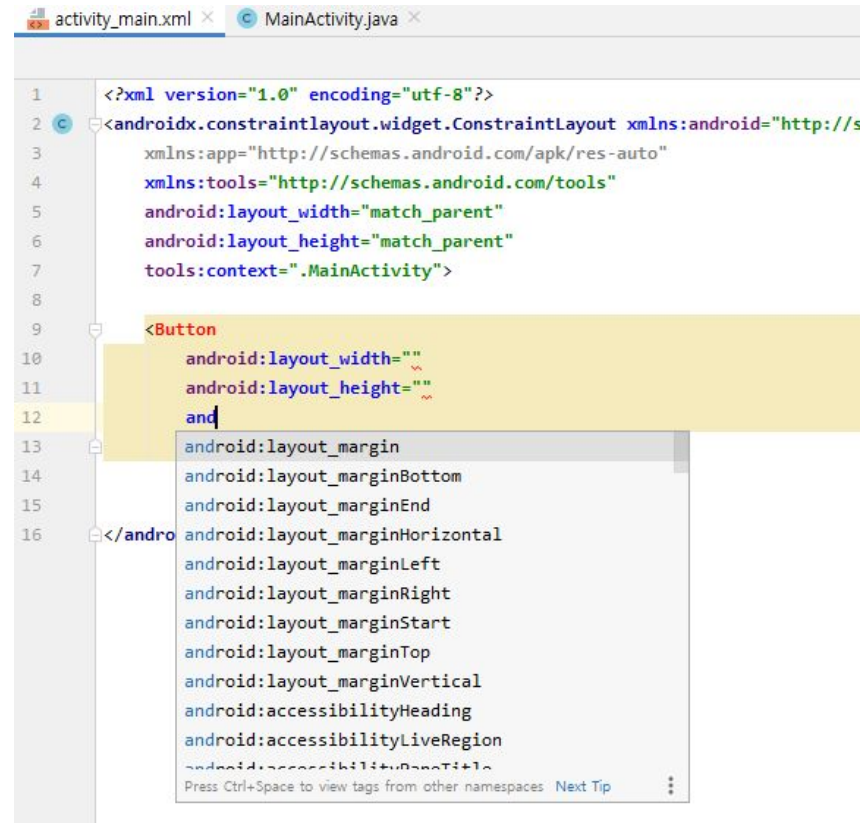 activity_main.xml
MainActivity.java
1 <?xml version="1.0" encoding="utf-8"?>
2 <androidx.constraintlayout.widget.ConstraintLayout xmlns:android="http://s
3 xmlns:app="http://schemas.android.com/apk/res-auto"
4 xmlns:tools="http://schemas.android.com/tools"
5 android:layout_width="match_parent"
6 android:layout_height="match_parent"
7 tools:context=".MainActivity">
8
9 <Button
10 android:layout_width=""
11 android:layout_height=""
12 and
13 android:layout_margin
14 android:layout_marginBottom
15 android:layout_marginEnd
16 </andro android:layout_marginHorizontal
android:layout_marginLeft
android:layout_marginRight
android:layout_marginStart
android:layout_marginTop
android:layout_marginVertical
android:accessibilityHeading
android:accessibilityLiveRegion
Press Ctrl+Space to view tags from other namespaces Next Tip